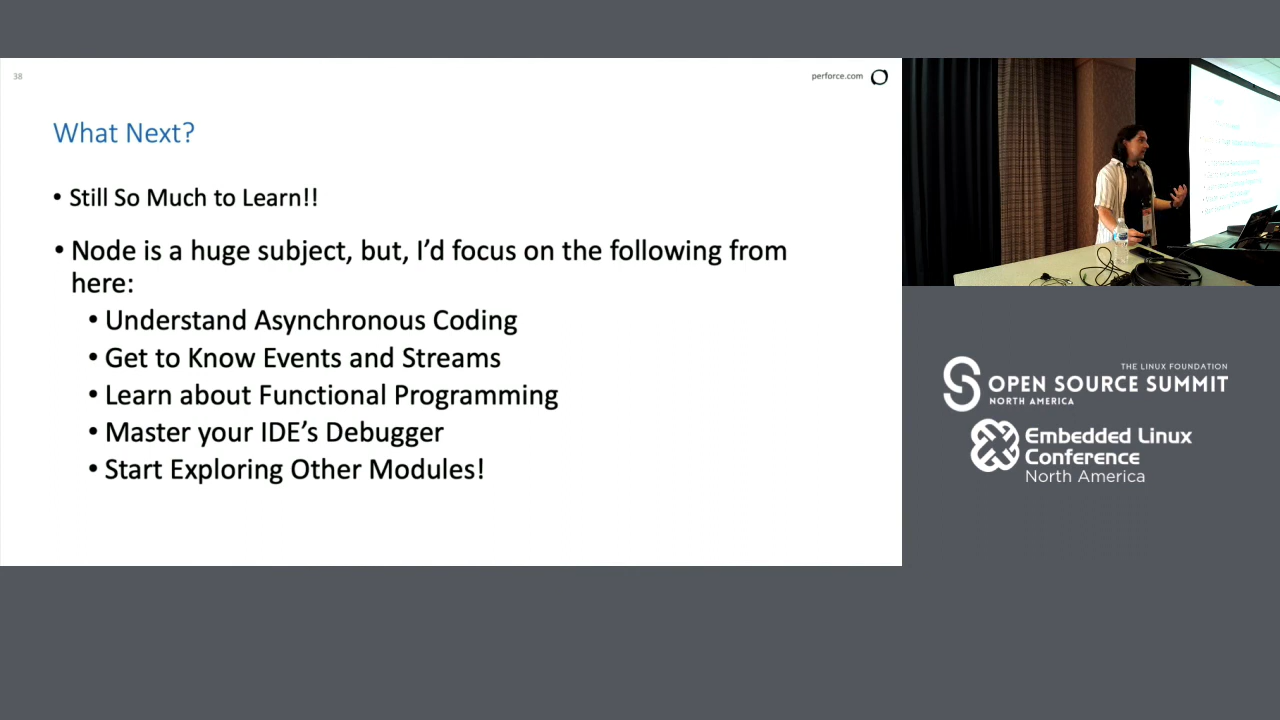 38
perforce.com
What Next?
• Still So Much to Learn!!
• Node is a huge subject, but, I’d focus on the following from
here:
• Understand Asynchronous Coding
• Get to Know Events and Streams
• Learn about Functional Programming
• Master your IDE’s Debugger
• Start Exploring Other Modules!
THE LINUX FOUNDATION
OPEN SOURCE SUMMIT
NORTH AMERICA
Embedded Linux
Conference
North America